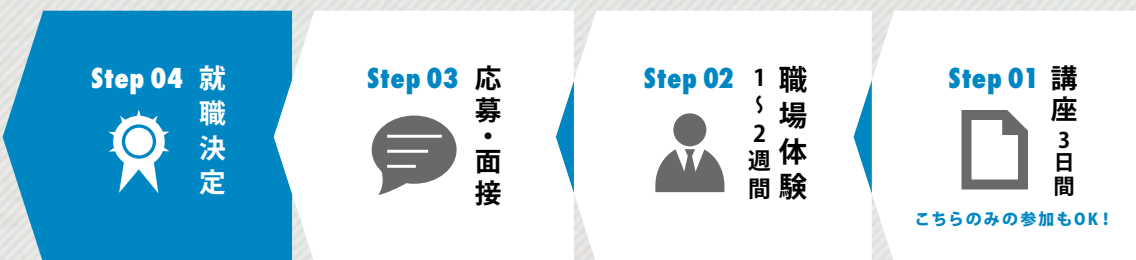 Step 01
講座3日間
こちらのみの参加もOK!
Step 02
職場体験
1〜2週間
Step 03
応募・面接
Step 04
就職決定